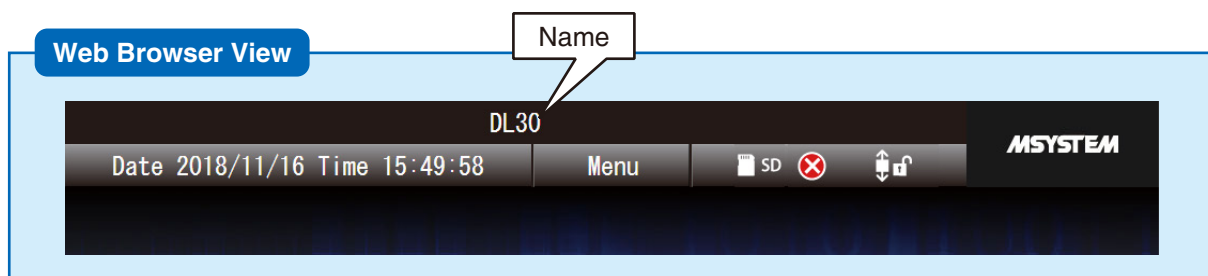 Name
Web Browser View
DL30
MSYSTEM
Date 2018/11/16 Time 15:49:58 Menu SD